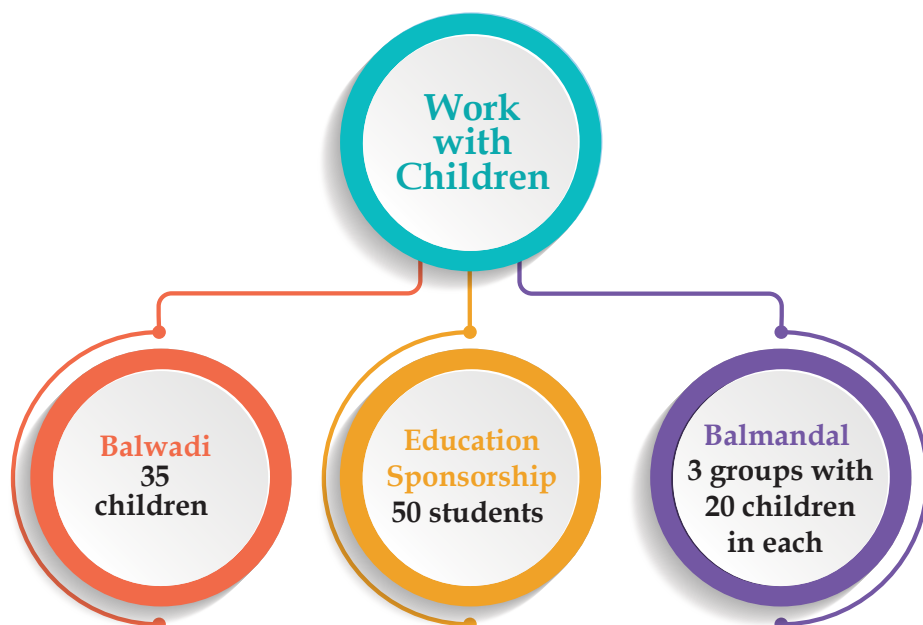 Work
with
Children
Balwadi
35
children
Education
Sponsorship
50 students
Balmandal
3 groups with
20 children
in each